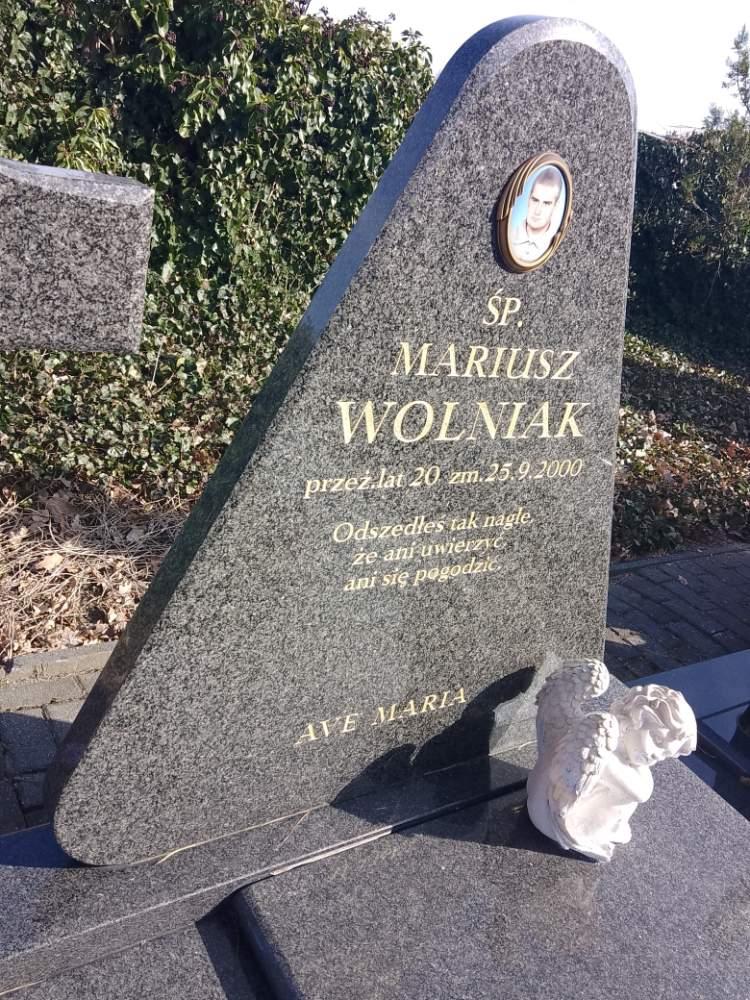 ŚP.
MARIUSZ
WOLNIAK
przeż.lat 20 zm.25.9.2000
Odszedłeś tak nagle,
że ani uwierzyć,
ani się pogodzić.
AVE MARIA